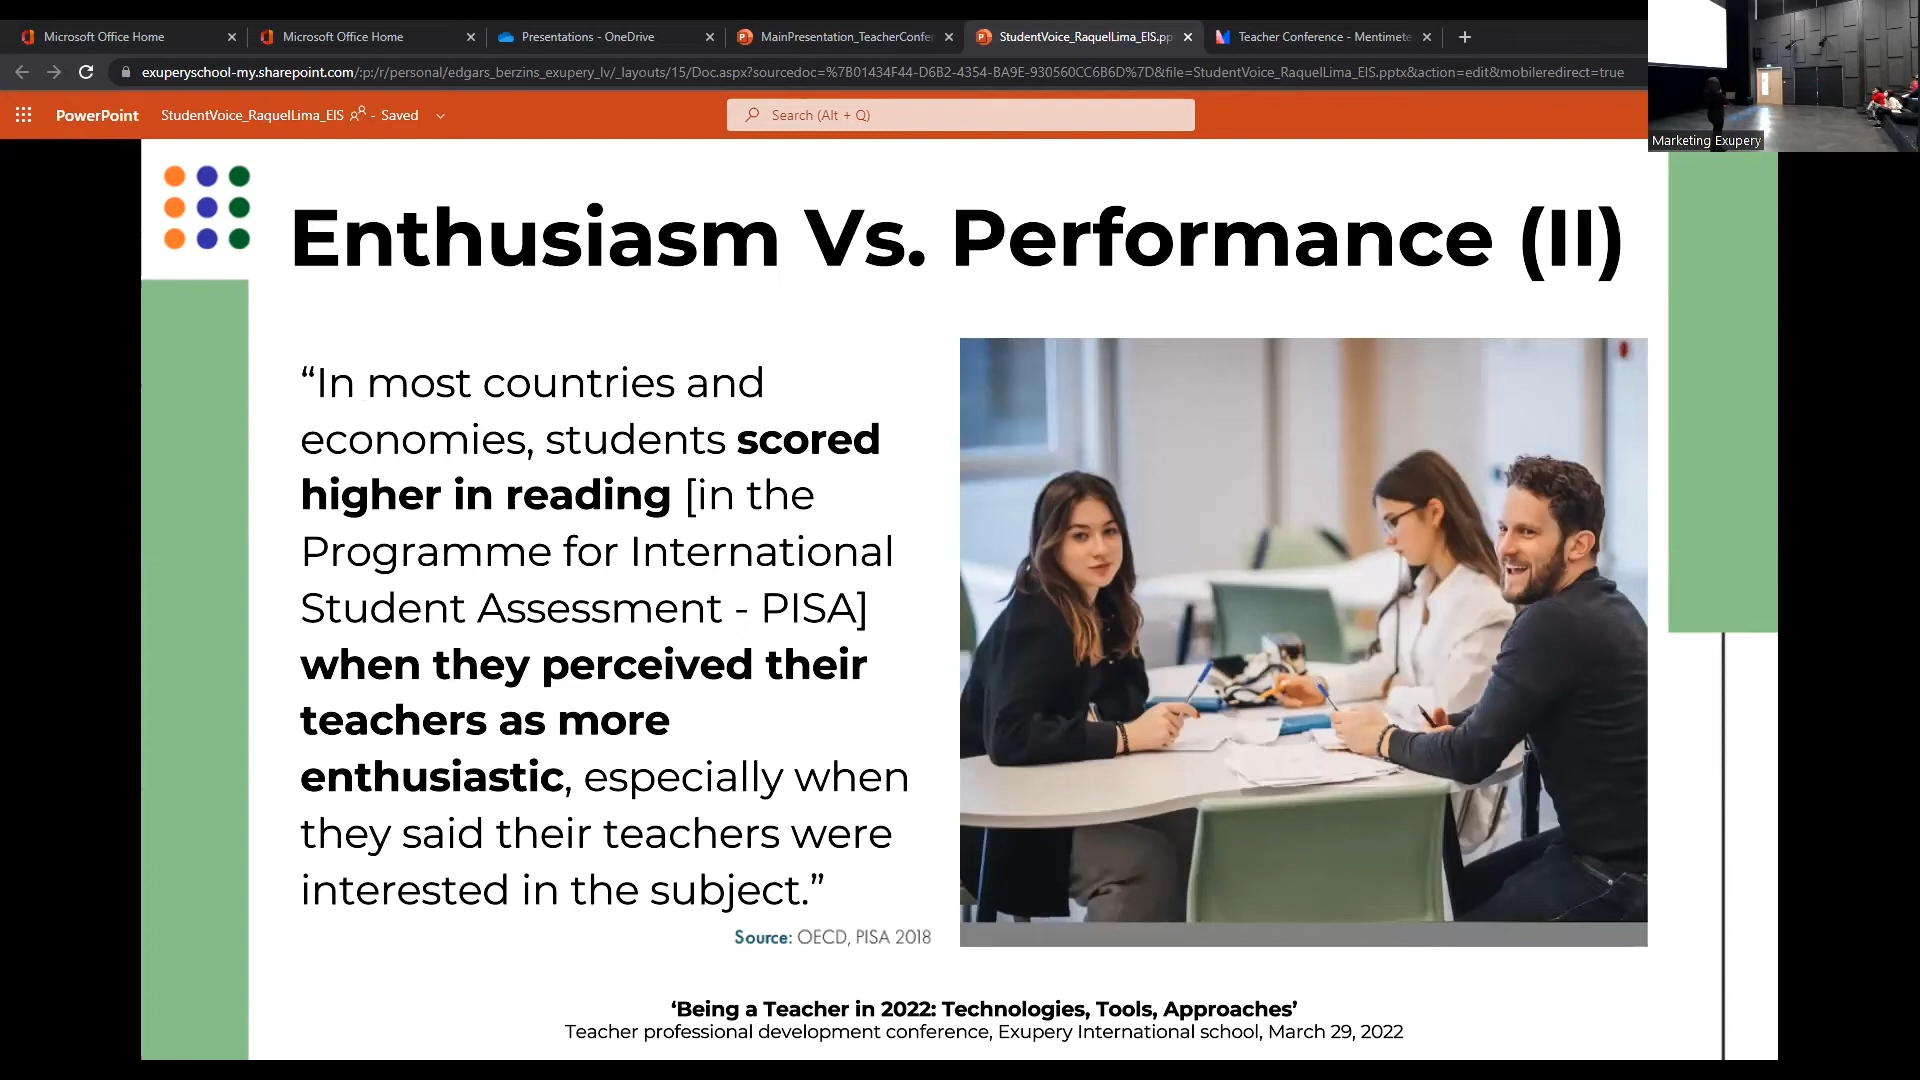 Microsoft Office Home
Microsoft Office Home
Presentations - OneDrive
MainPresentation_TeacherConfer
StudentVoice_RaquelLima_EIS.pp
Teacher Conference - Mentimete
exuperyschool-my.sharepoint.com/:p:/r/personal/edgars_berzins_exupery_lv/_layouts/15/Doc.aspx?sourcedoc=%7B01434F44-D6B2-4354-BA9E-930560CC6B6D%7D&file=StudentVoice_RaquelLima_EIS.pptx&action=edit&mobileredirect=true
PowerPoint StudentVoice_RaquelLima_EIS - Saved
Search (Alt + Q)
Marketing Exupery
Enthusiasm Vs. Performance (II)
“In most countries and
economies, students scored
higher in reading [in the
Programme for International
Student Assessment - PISA]
when they perceived their
teachers as more
enthusiastic, especially when
they said their teachers were
interested in the subject.”
Source: OECD, PISA 2018
‘Being a Teacher in 2022: Technologies, Tools, Approaches’
Teacher professional development conference, Exupery International school, March 29, 2022